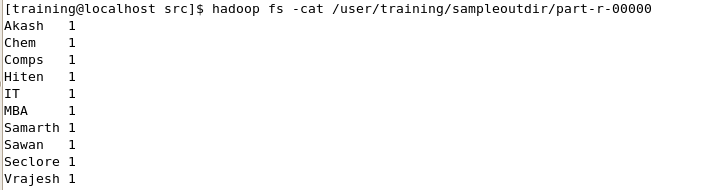 [training@localhost src]$ hadoop fs -cat /user/training/sampleoutdir/part-r-00000
Akash   1
Chem    1
Comps   1
Hiten   1
IT      1
MBA     1
Samarth 1
Sawan   1
Seclore 1
Vrajesh 1